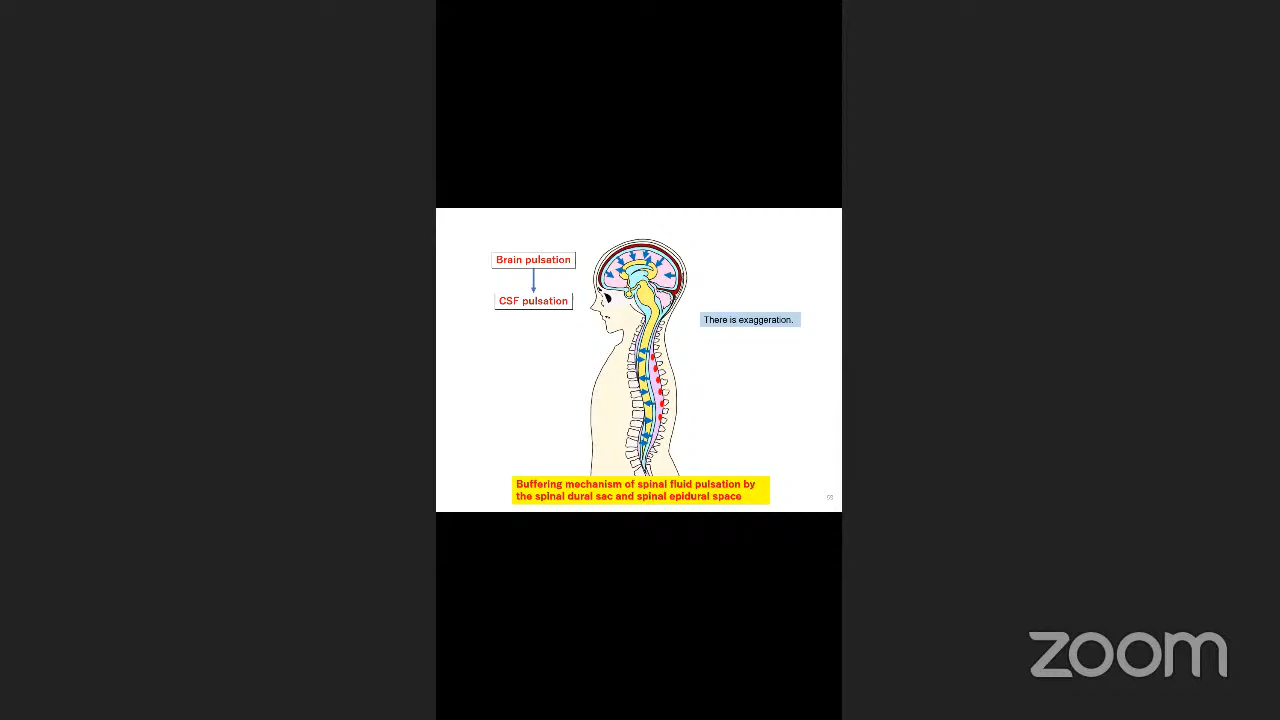 Brain pulsation
CSF pulsation
There is exaggeration.
Buffering mechanism of spinal fluid pulsation by
the spinal dural sac and spinal epidural space
zoom